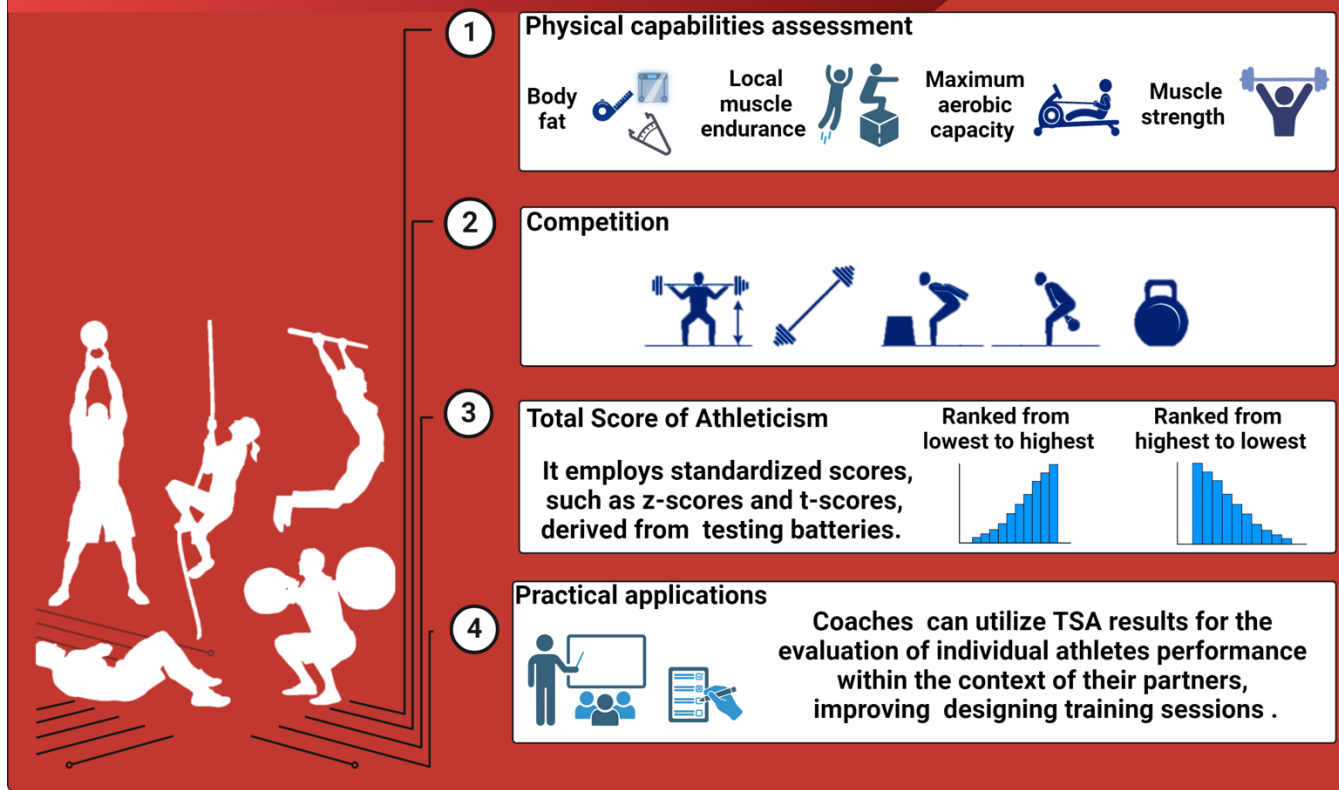 1
Physical capabilities assessment
Body
fat
Local
muscle
endurance
Maximum
aerobic
capacity
Muscle
strength
2
Competition
3
Total Score of Athleticism
It employs standardized scores,
such as z-scores and t-scores,
derived from testing batteries.
Ranked from
lowest to highest
Ranked from
highest to lowest
4
Practical applications
Coaches can utilize TSA results for the
evaluation of individual athletes performance
within the context of their partners,
improving designing training sessions .